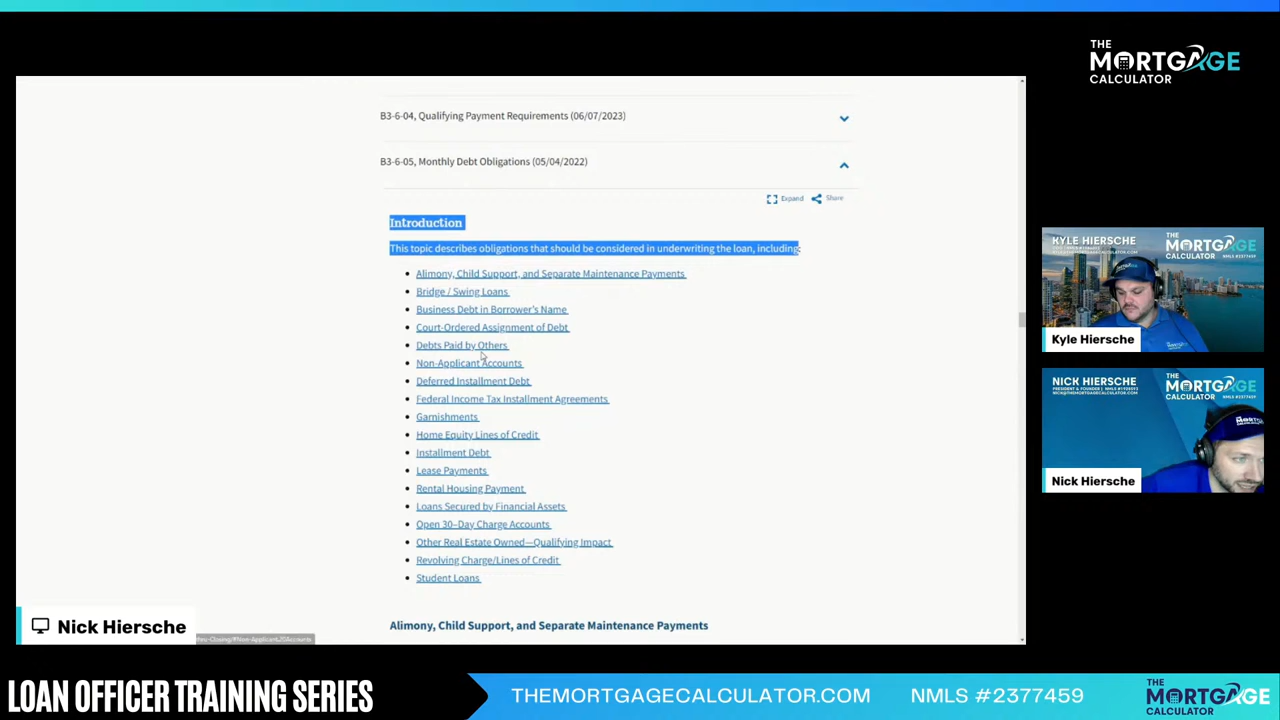 THE
MORTGAGE
CALCULATOR
B3-6-04, Qualifying Payment Requirements (06/07/2023)
B3-6-05, Monthly Debt Obligations (05/04/2022)
Expand Share
Introduction
This topic describes obligations that should be considered in underwriting the loan, including:
Alimony, Child Support, and Separate Maintenance Payments
Bridge / Swing Loans
Business Debt in Borrower's Name
Court-Ordered Assignment of Debt
Debts Paid by Others
Non-Applicant Accounts
Deferred Installment Debt
Federal Income Tax Installment Agreements
Garnishments
Home Equity Lines of Credit
Installment Debt
Lease Payments
Rental Housing Payment
Loans Secured by Financial Assets
Open 30–Day Charge Accounts
Other Real Estate Owned—Qualifying Impact
Revolving Charge/Lines of Credit
Student Loans
Alimony, Child Support, and Separate Maintenance Payments
KYLE HIERSCHE
THE
MORTGAGE
CALCULATOR
NMLS #2377459
Kyle Hiersche
NICK HIERSCHE
PRESIDENT & FOUNDER
THE
MORTGAGE
CALCULATOR
NMLS #2377459
Nick Hiersche
Nick Hiersche
LOAN OFFICER TRAINING SERIES
THEMORTGAGECALCULATOR.COM
NMLS #2377459
THE
MORTGAGE
CALCULATOR